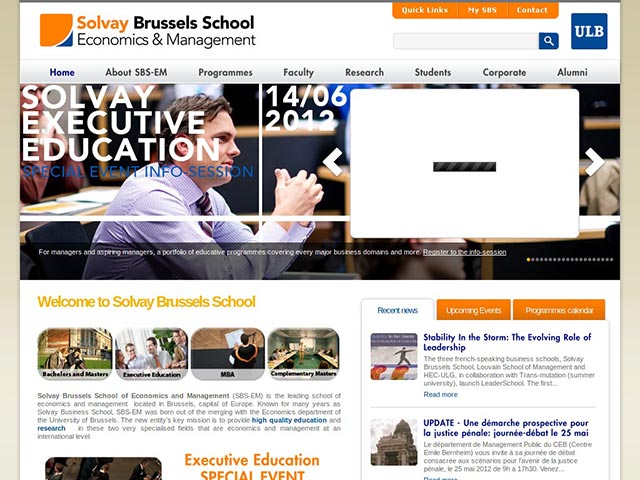 Solvay Brussels School
Economics & Management
Quick Links
My SBS
Contact
ULB
Home
About SBS-EM
Programmes
Faculty
Research
Students
Corporate
Alumni
SOLVAY
EXECUTIVE
EDUCATION
SPECIAL EVENT INFO-SESSION
14/06
2012
For managers and aspiring-managers, a portfolio of educative programmes covering every major business domains and more. Register to the info-session
Welcome to Solvay Brussels School
Bachelors and Masters
Executive Education
MBA
Complementary Masters
Solvay Brussels School of Economics and Management (SBS-EM) is the leading school of
economics and management located in Brussels, capital of Europe. Known for many years as
Solvay Business School, SBS-EM was born out of the merging with the Economics department of
the University of Brussels. The new entity's key mission is to provide high quality education and
research in these two very specialised fields that are economics and management at an
international level.
Executive Education
SPECIAL EVENT
Recent news
Upcoming Events
Programmes calendar
Stability In the Storm: The Evolving Role of
Leadership
The three french-speaking business schools, Solvay
Brussels School, Louvain School of Management and
HEC-ULG, in collaboration with Trans-mutation (summer
university), launch LeaderSchool. The first...
Read more
UPDATE - Une démarche prospective pour
la justice pénale: journée-débat le 25 mai
Le département de Management Public du CEB (Centre
Emile Bernheim) vous invite à sa journée de débat
consacrée aux scénarios pour l'avenir de la justice
pénale, le 25 mai 2012 de 9h à 17h30. Venez...
Read more